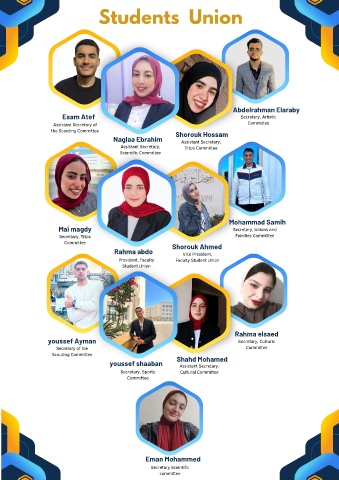 Students Union
Esam Atef
Assistant Secretary of
the Scouting Committee
Naglaa Ebrahim
Assistant Secretary,
Scientific Committee
Shorouk Hossam
Assistant Secretary,
Trips Committee
Abdelrahman Elaraby
Secretary, Artistic
Committee
Mai magdy
Secretary, Trips
Committee
Rahma abdo
President, Faculty
Student Union
Shorouk Ahmed
Vice President,
Faculty Student Union
Mohammad Samih
Secretary, Unions and
Families Committee
youssef Ayman
Secretary of the
Scouting Committee
youssef shaaban
Secretary, Sports
Committee
Shahd Mohamed
Assistant Secretary,
Cultural Committee
Rahma elsaed
Secretary, Cultural
Committee
Eman Mohammed
Secretary Scientific
committee